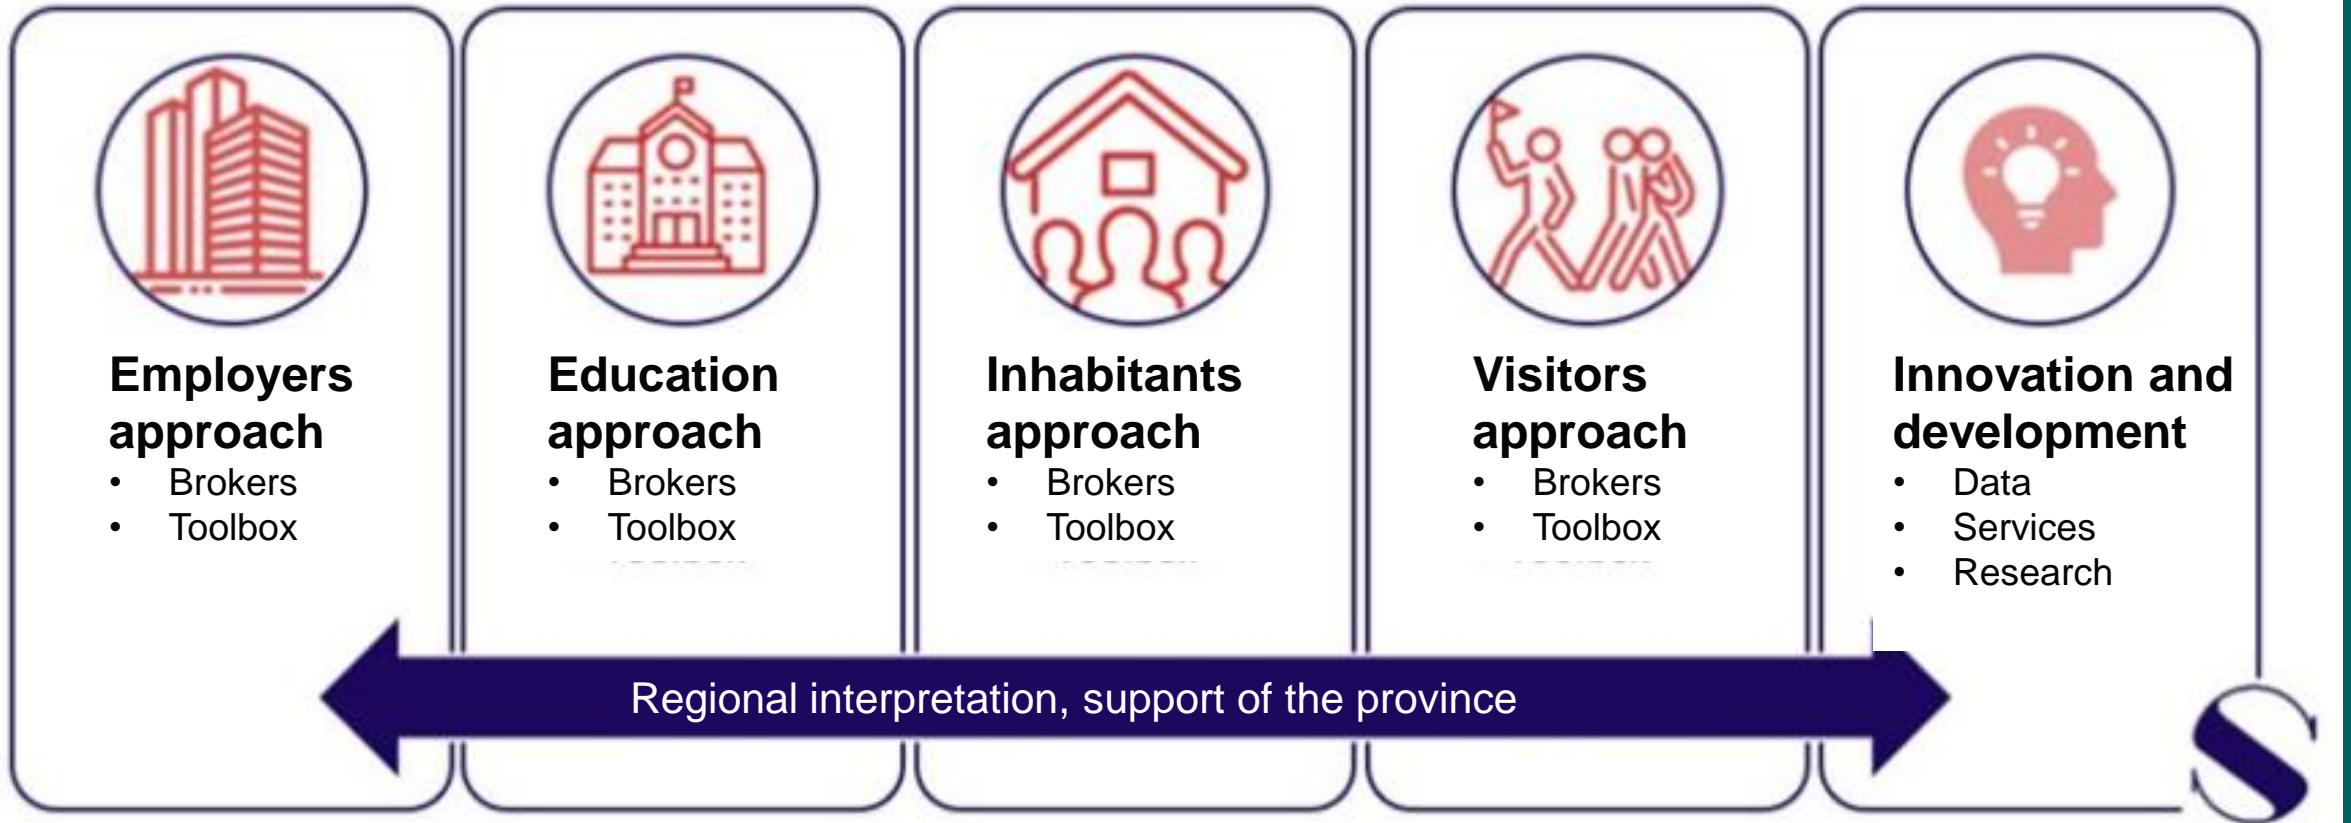 Employers
approach
• Brokers
• Toolbox
Education
approach
• Brokers
• Toolbox
Inhabitants
approach
• Brokers
• Toolbox
Visitors
approach
• Brokers
• Toolbox
Innovation and
development
• Data
• Services
• Research
Regional interpretation, support of the province
S